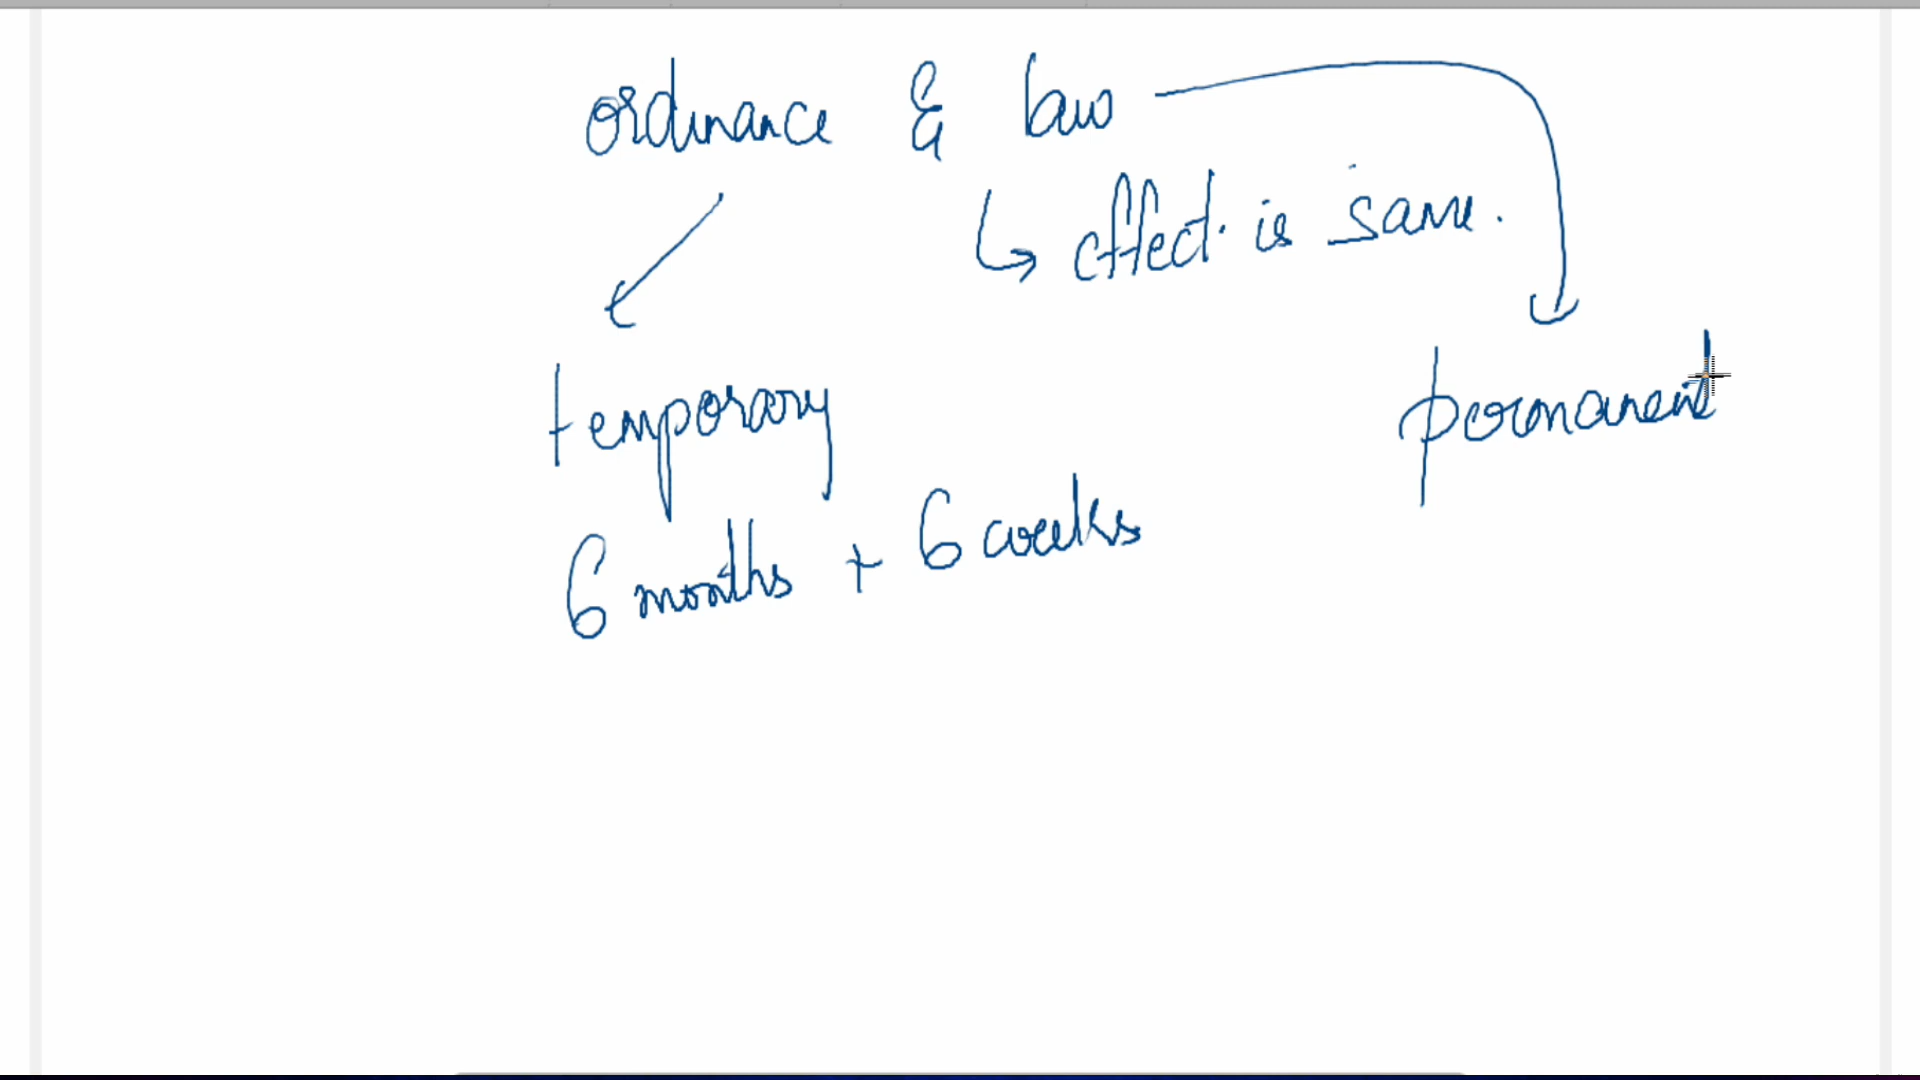 ordinance & law
↳ effect is same.
temporary
permanent
6 months + 6 weeks